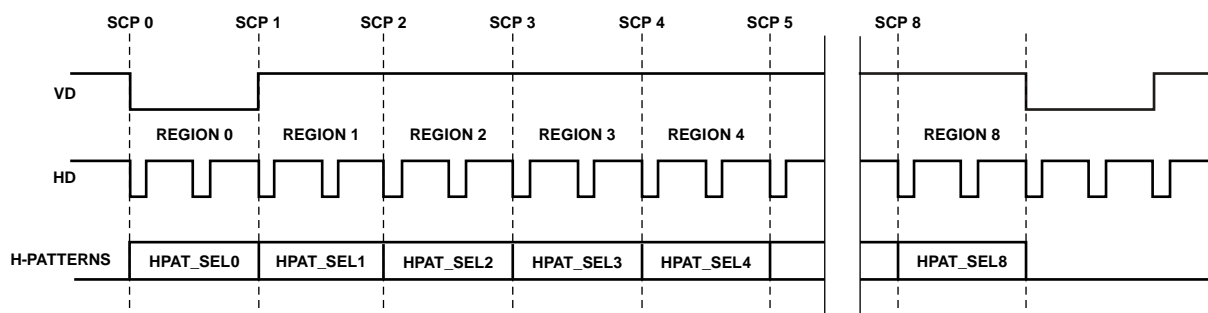 SCP 0 SCP 1 SCP 2 SCP 3 SCP 4 SCP 5 SCP 8
VD
REGION 0 REGION 1 REGION 2 REGION 3 REGION 4 REGION 8
HD
H-PATTERNS HPAT_SEL0 HPAT_SEL1 HPAT_SEL2 HPAT_SEL3 HPAT_SEL4 HPAT_SEL8